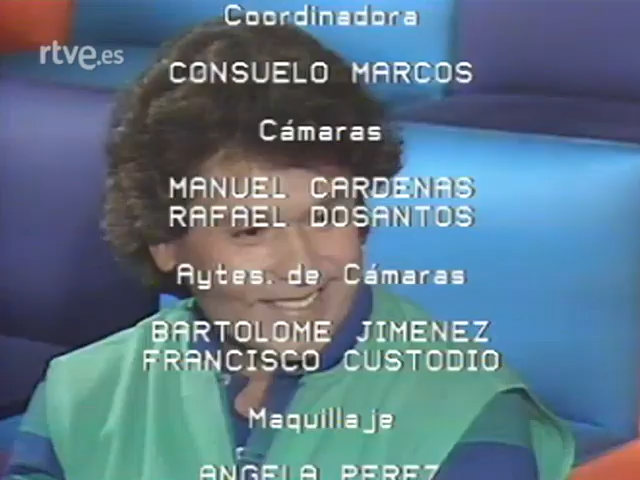 Coordinadora
rtve.es
CONSUELO MARCOS
Cámaras
MANUEL CARDENAS
RAFAEL DOSANTOS
Aytes. de Cámaras
BARTOLOME JIMENEZ
FRANCISCO CUSTODIO
Maquillaje
ANGELA PEREZ